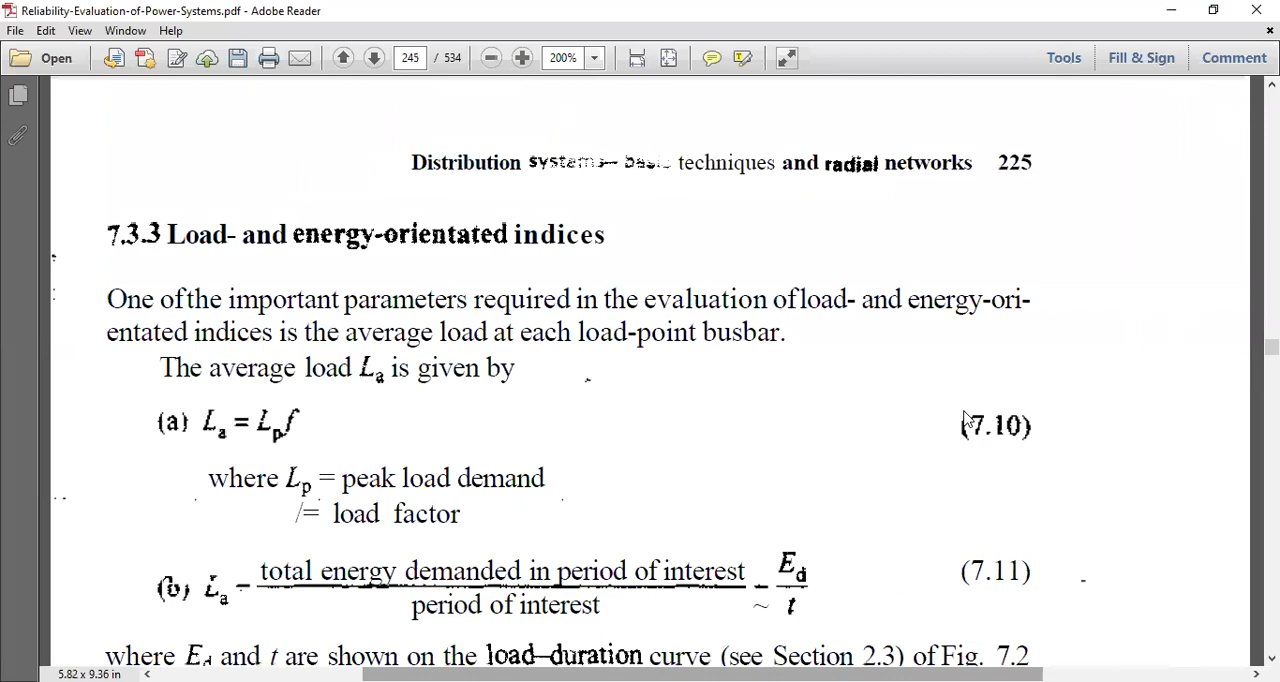 Reliability-Evaluation-of-Power-Systems.pdf - Adobe Reader
File Edit View Window Help
Open 245 / 534 200% Tools Fill & Sign Comment
Distribution systems— basic techniques and radial networks 225
7.3.3 Load- and energy-orientated indices
One of the important parameters required in the evaluation of load- and energy-ori-
entated indices is the average load at each load-point busbar.
The average load La is given by
(a) La = Lpf (7.10)
where Lp = peak load demand
/= load factor
(b) La = total energy demanded in period of interest / period of interest = Ed / t (7.11)
where Ed and t are shown on the load–duration curve (see Section 2.3) of Fig. 7.2
5.82 x 9.36 in